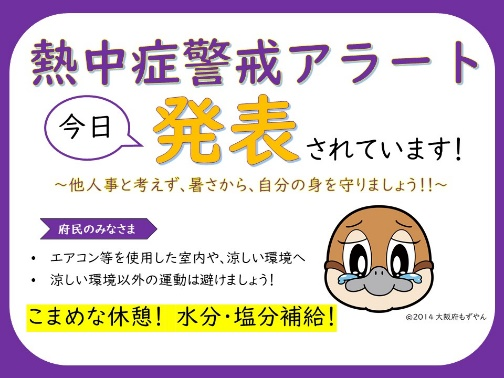 熱中症警戒アラート
今日
発表されています!
～他人事と考えず、暑さから、自分の身を守りましょう!!～
府民のみなさま
• エアコン等を使用した室内や、涼しい環境へ
• 涼しい環境以外の運動は避けましょう!
こまめな休憩! 水分・塩分補給!
©2014 大阪府もずやん